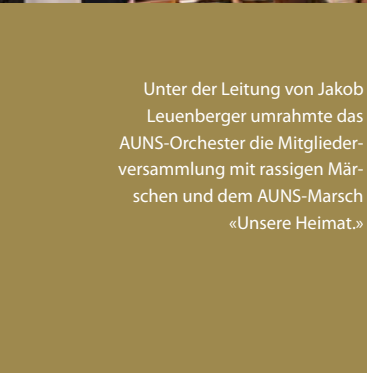 Unter der Leitung von Jakob
Leuenberger umrahmte das
AUNS-Orchester die Mitglieder-
versammlung mit rassigen Mär-
schen und dem AUNS-Marsch
«Unsere Heimat.»